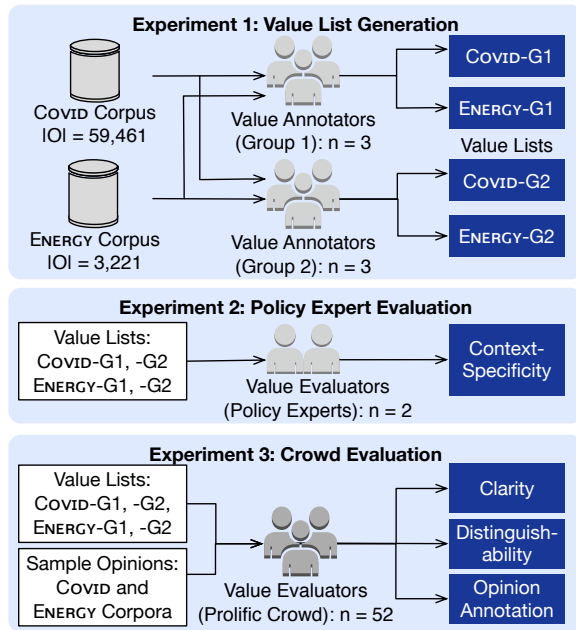 Experiment 1: Value List Generation
COVID Corpus
|O| = 59,461
ENERGY Corpus
|O| = 3,221
Value Annotators
(Group 1): n = 3
Value Annotators
(Group 2): n = 3
COVID-G1
ENERGY-G1
Value Lists
COVID-G2
ENERGY-G2
Experiment 2: Policy Expert Evaluation
Value Lists:
COVID-G1, -G2
ENERGY-G1, -G2
Value Evaluators
(Policy Experts): n = 2
Context-
Specificity
Experiment 3: Crowd Evaluation
Value Lists:
COVID-G1, -G2,
ENERGY-G1, -G2
Sample Opinions:
COVID and
ENERGY Corpora
Value Evaluators
(Prolific Crowd): n = 52
Clarity
Distinguish-
ability
Opinion
Annotation